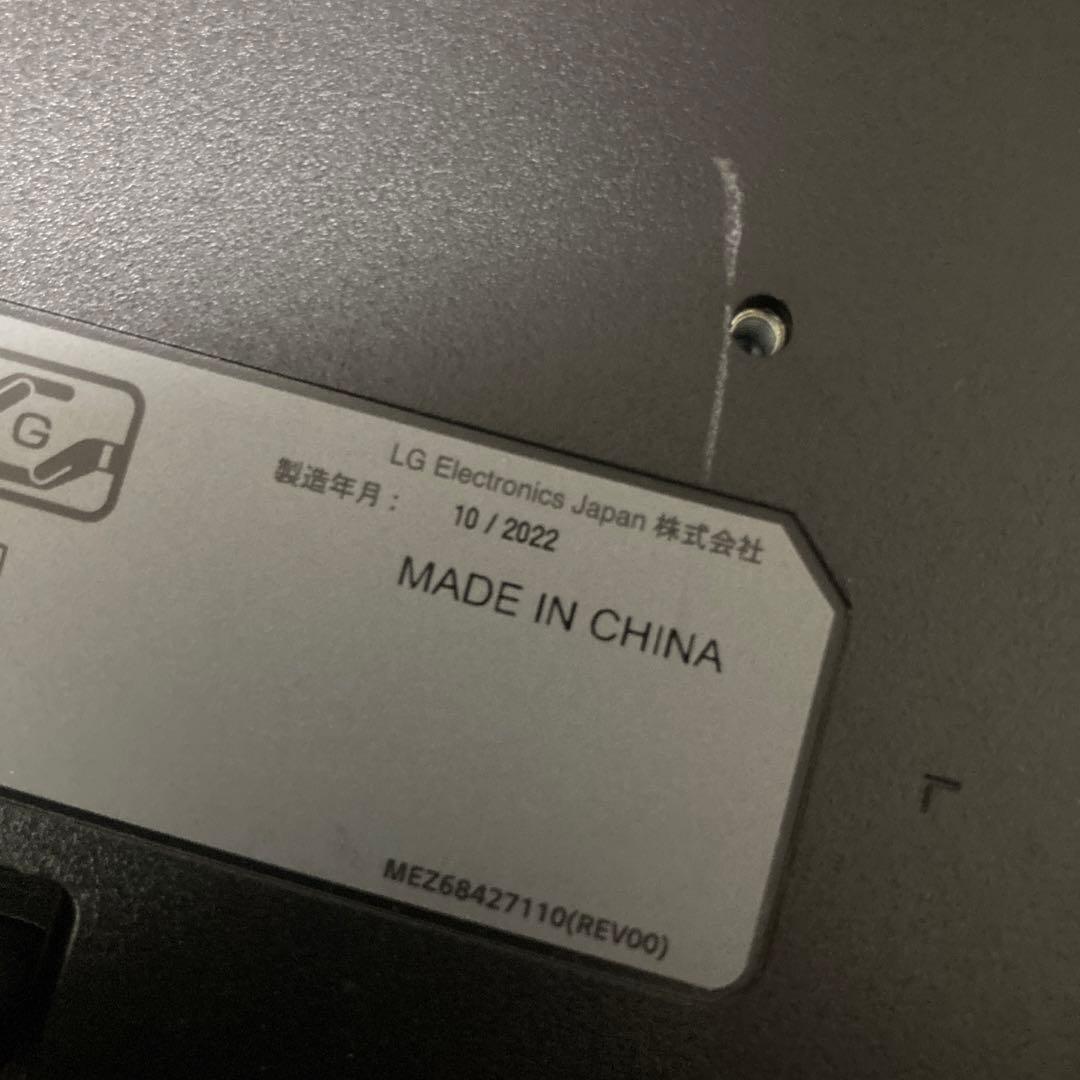 G
LG Electronics Japan 株式会社
製造年月： 10 / 2022
MADE IN CHINA
MEZ68427110(REV00)